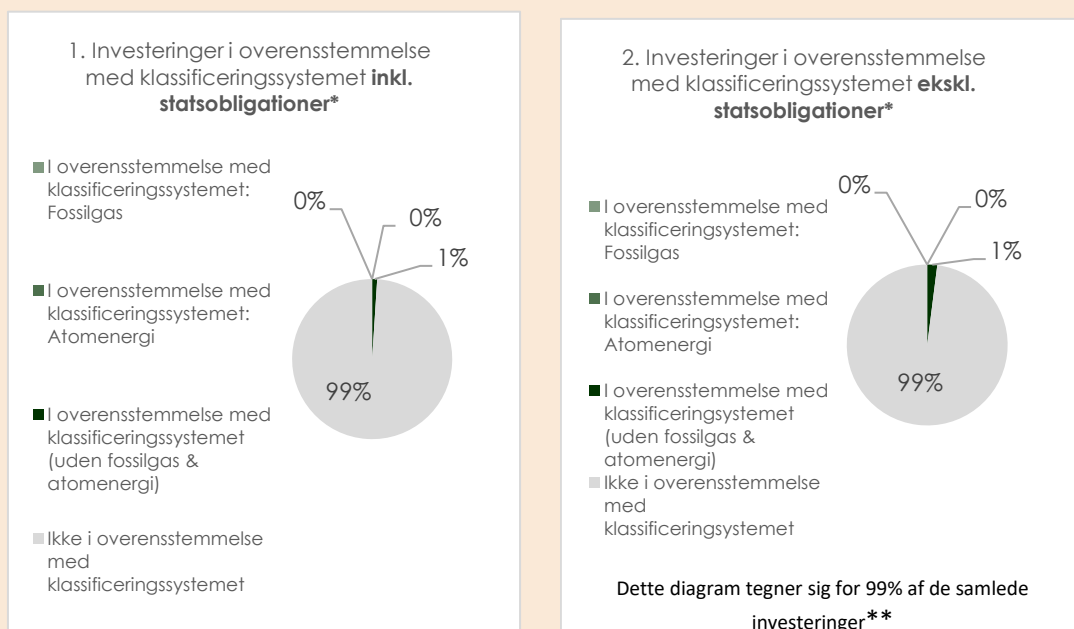 1. Investeringer i overensstemmelse
med klassificeringssystemet inkl.
statsobligationer*
I overensstemmelse med
klassificeringssystemet:
Fossilgas
I overensstemmelse med
klassificeringssystemet:
Atomenergi
I overensstemmelse med
klassificeringssystemet
(uden fossilgas &
atomenergi)
Ikke i overensstemmelse
med
klassificeringsystemet
0%
0%
1%
99%
2. Investeringer i overensstemmelse
med klassificeringssystemet ekskl.
statsobligationer*
I overensstemmelse med
klassificeringsystemet:
Fossilgas
I overensstemmelse med
klassificeringssystemet:
Atomenergi
I overensstemmelse med
klassificeringssystemet
(uden fossilgas &
atomenergi)
Ikke i overensstemmelse
med
klassificeringsystemet
0%
0%
1%
99%
Dette diagram tegner sig for 99% af de samlede
investeringer**